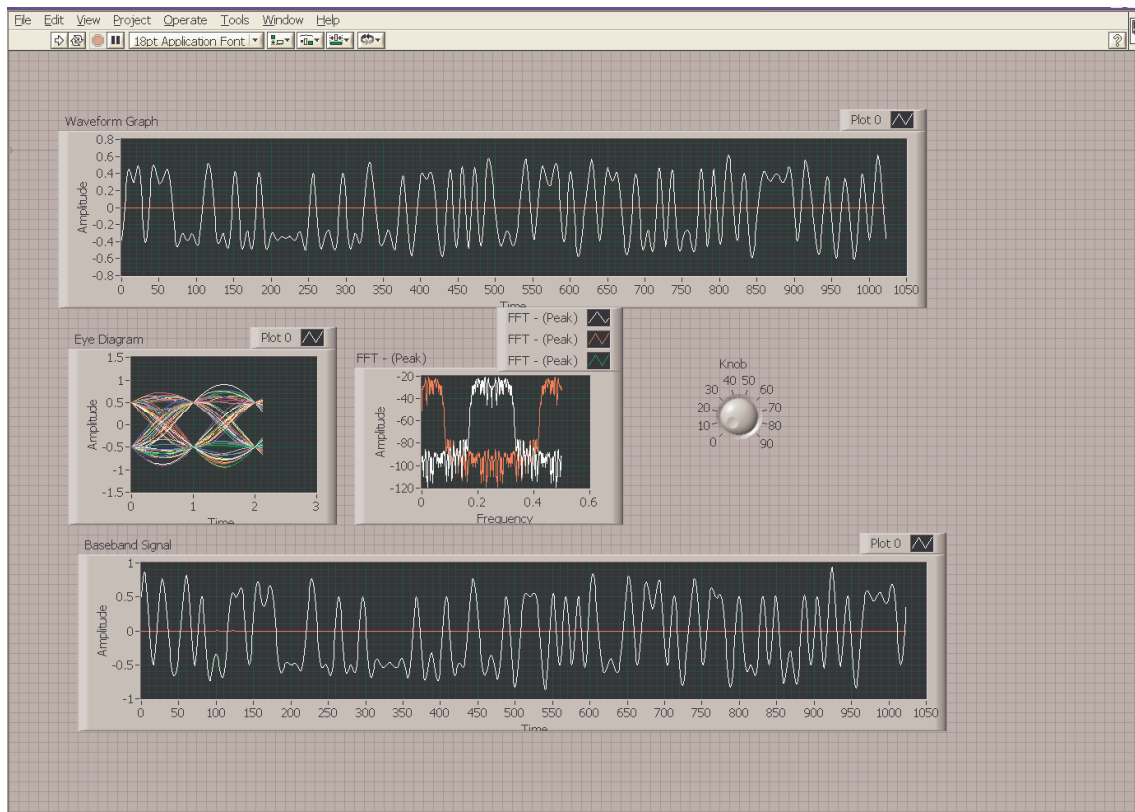 File Edit View Project Operate Tools Window Help
18pt Application Font
?
Waveform Graph
Plot 0
Amplitude
0.8
0.6
0.4
0.2
0
-0.2
-0.4
-0.6
-0.8
0 50 100 150 200 250 300 350 400 450 500 550 600 650 700 750 800 850 900 950 1000 1050
Time
Eye Diagram
Plot 0
Amplitude
1.5
1
0.5
0.0
-0.5
-1
-1.5
0 1 2 3
Time
FFT - (Peak)
FFT - (Peak)
FFT - (Peak)
FFT - (Peak)
Amplitude
-20
-40
-60
-80
-100
-120
0 0.2 0.4 0.6
Frequency
Knob
0 10 20 30 40 50 60 70 80 90
Baseband Signal
Plot 0
Amplitude
1
0.5
0
-0.5
-1
0 50 100 150 200 250 300 350 400 450 500 550 600 650 700 750 800 850 900 950 1000 1050
Time